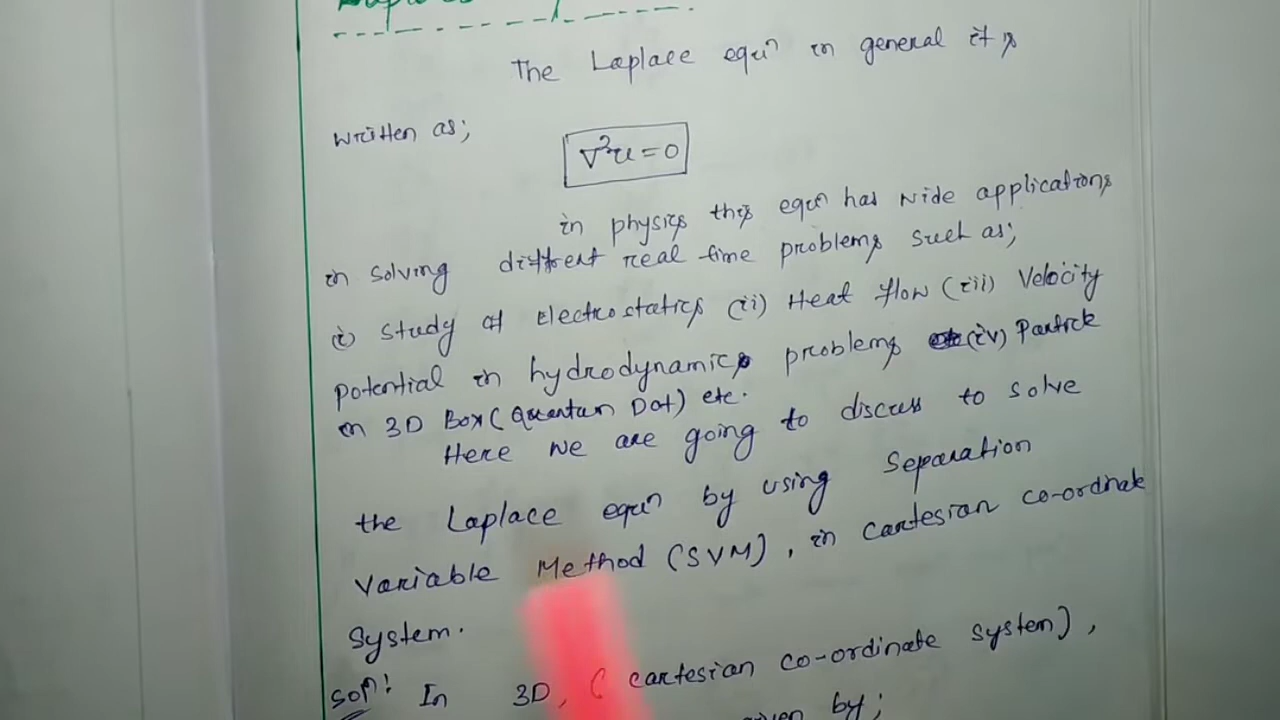 The Laplace equⁿ in general it is
written as;
∇²u=0
in physics this equⁿ has wide applications
in solving different real time problems such as;
(i) Study of Electrostatics (ii) Heat flow (iii) Velocity
potential in hydrodynamics problems (iv) Particle
in 3D Box (Quantum Dot) etc.
Here we are going to discuss to solve
the Laplace equⁿ by using Separation
Variable Method (SVM), in cartesian co-ordinate
System.
Solⁿ: In 3D, (cartesian co-ordinate system),
by;